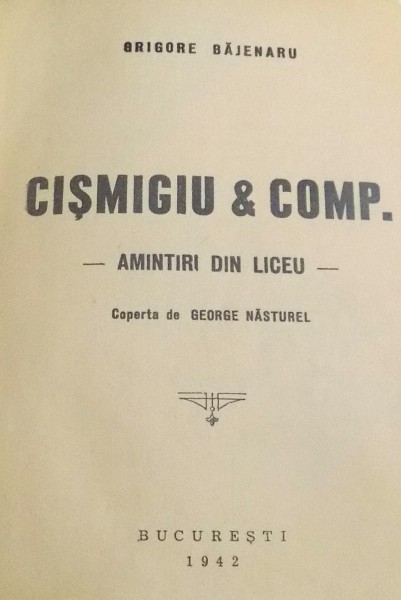 GRIGORE BĂJENARU
CIŞMIGIU & COMP.
— AMINTIRI DIN LICEU —
Coperta de GEORGE NĂSTUREL
BUCUREŞTI
1942